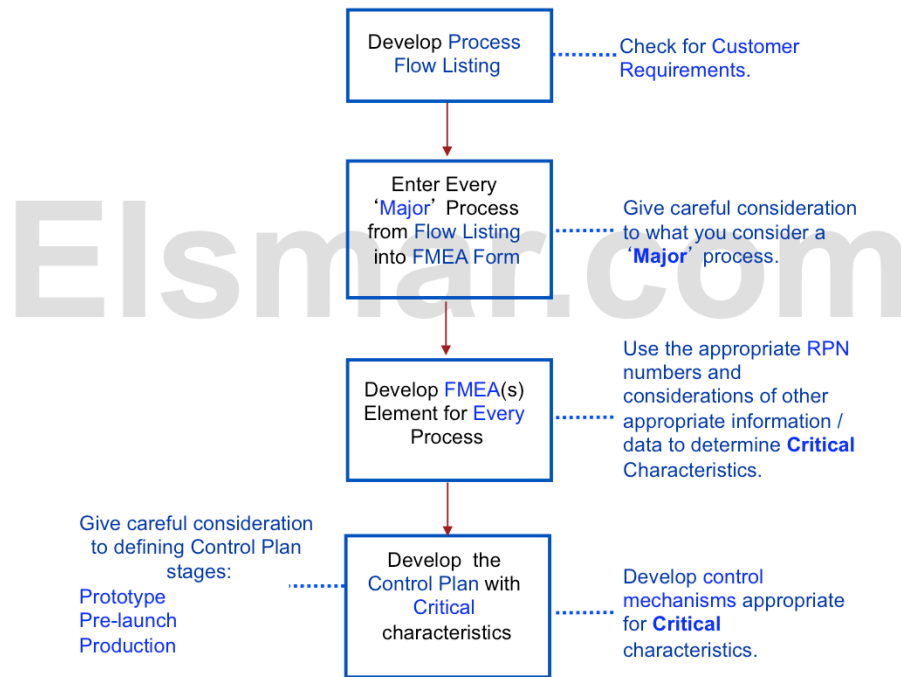 Develop Process
Flow Listing
Check for Customer
Requirements.
Enter Every
‘Major’ Process
from Flow Listing
into FMEA Form
Give careful consideration
to what you consider a
‘Major’ process.
Elsmar.com
Develop FMEA(s)
Element for Every
Process
Use the appropriate RPN
numbers and
considerations of other
appropriate information /
data to determine Critical
Characteristics.
Give careful consideration
to defining Control Plan
stages:
Prototype
Pre-launch
Production
Develop the
Control Plan with
Critical
characteristics
Develop control
mechanisms appropriate
for Critical
characteristics.